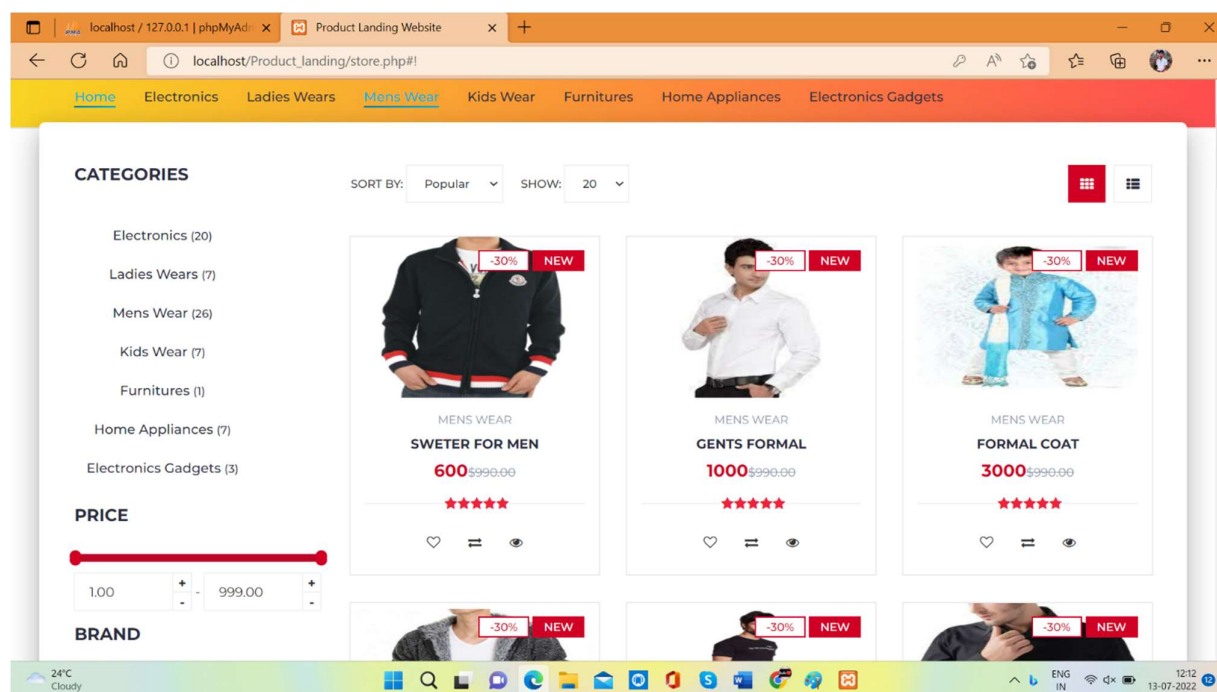 localhost / 127.0.0.1 | phpMyAd
Product Landing Website
localhost/Product_landing/store.php#!
Home Electronics Ladies Wears Mens Wear Kids Wear Furnitures Home Appliances Electronics Gadgets
CATEGORIES
Electronics (20)
Ladies Wears (7)
Mens Wear (26)
Kids Wear (7)
Furnitures (1)
Home Appliances (7)
Electronics Gadgets (3)
PRICE
1.00 + - - 999.00 + -
BRAND
SORT BY: Popular SHOW: 20
-30% NEW
MENS WEAR
SWETER FOR MEN
600 $990.00
-30% NEW
MENS WEAR
GENTS FORMAL
1000 $990.00
-30% NEW
MENS WEAR
FORMAL COAT
3000 $990.00
-30% NEW
-30% NEW
-30% NEW
24°C
Cloudy
ENG
IN
12:12
13-07-2022
2